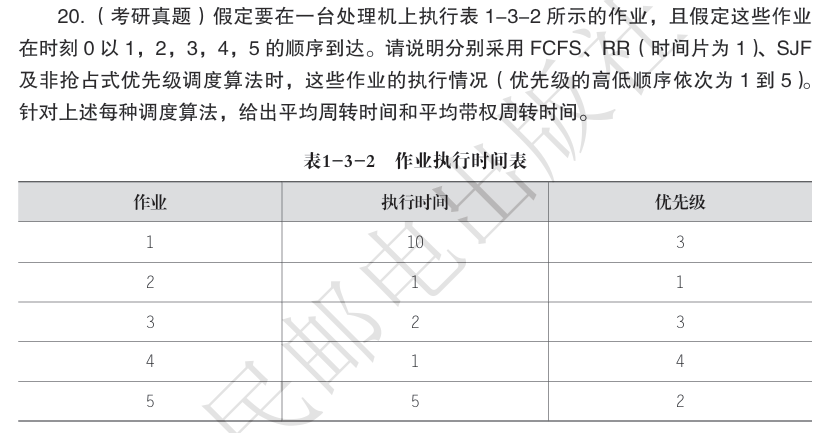 20.（考研真题）假定要在一台处理机上执行表 1-3-2 所示的作业，且假定这些作业
在时刻 0 以 1，2，3，4，5 的顺序到达。请说明分别采用 FCFS、RR（时间片为 1）、SJF
及非抢占式优先级调度算法时，这些作业的执行情况（优先级的高低顺序依次为 1 到 5）。
针对上述每种调度算法，给出平均周转时间和平均带权周转时间。
表1-3-2 作业执行时间表
作业 执行时间 优先级
1 10 3
2 1 1
3 2 3
4 1 4
5 5 2
民邮电出版社